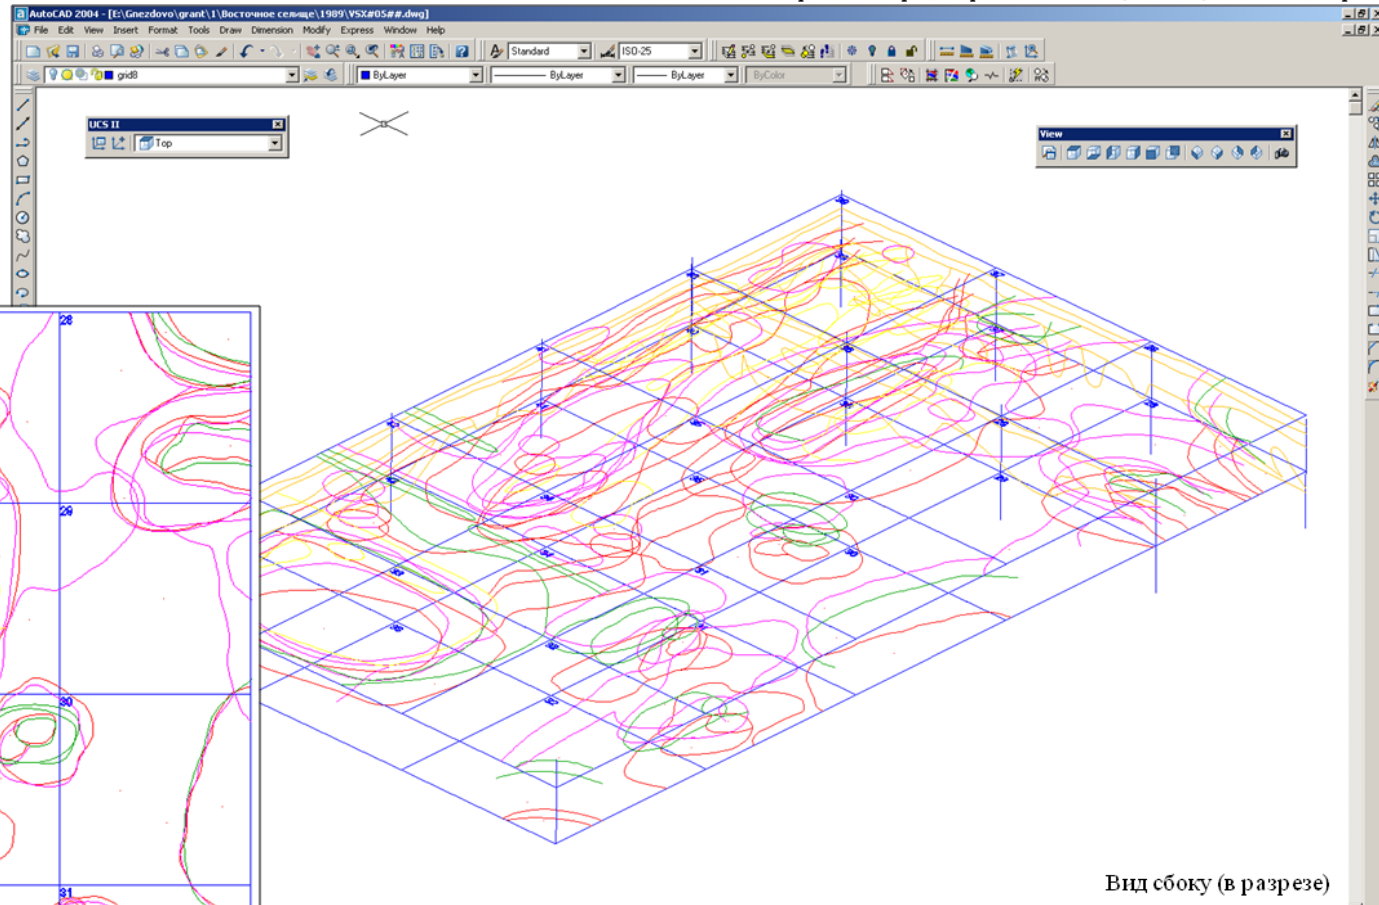 AutoCAD 2004 - [E:\Gnezdovo\grant\1\Восточное селище\1989\VSX#05##.dwg]
File Edit View Insert Format Tools Draw Dimension Modify Express Window Help
Standard ISO-25
grid8 ByLayer ByLayer ByLayer ByColor
UCS II
Top
View
28
29
30
31
Вид сбоку (в разрезе)